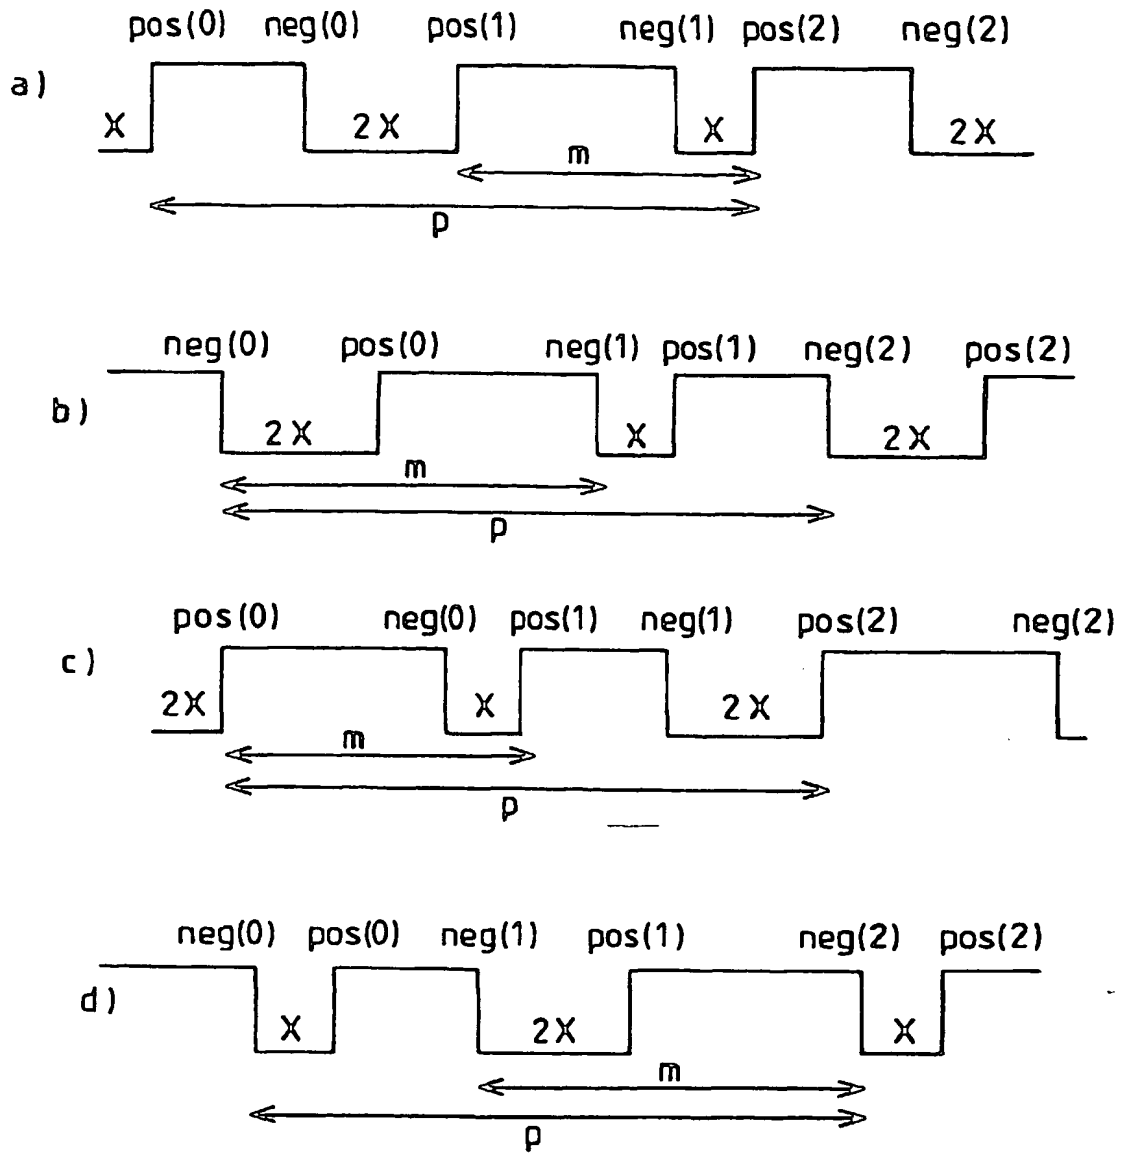 pos(0) neg(0) pos(1) neg(1) pos(2) neg(2)
a)
X 2X X 2X
m
p
neg(0) pos(0) neg(1) pos(1) neg(2) pos(2)
b)
2X X 2X
m
p
pos(0) neg(0) pos(1) neg(1) pos(2) neg(2)
c)
2X X 2X
m
p
neg(0) pos(0) neg(1) pos(1) neg(2) pos(2)
d)
X 2X X
m
p